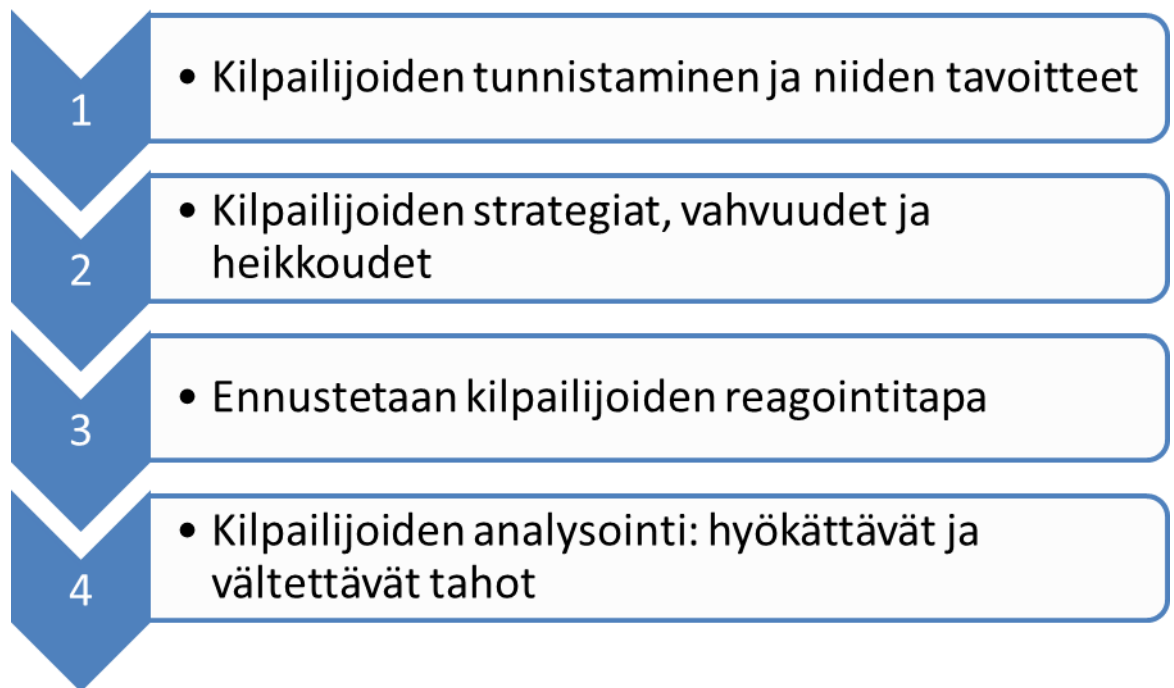 1
• Kilpailijoiden tunnistaminen ja niiden tavoitteet
2
• Kilpailijoiden strategiat, vahvuudet ja
heikkoudet
3
• Ennustetaan kilpailijoiden reagointitapa
4
• Kilpailijoiden analysointi: hyökättävät ja
vältettävät tahot